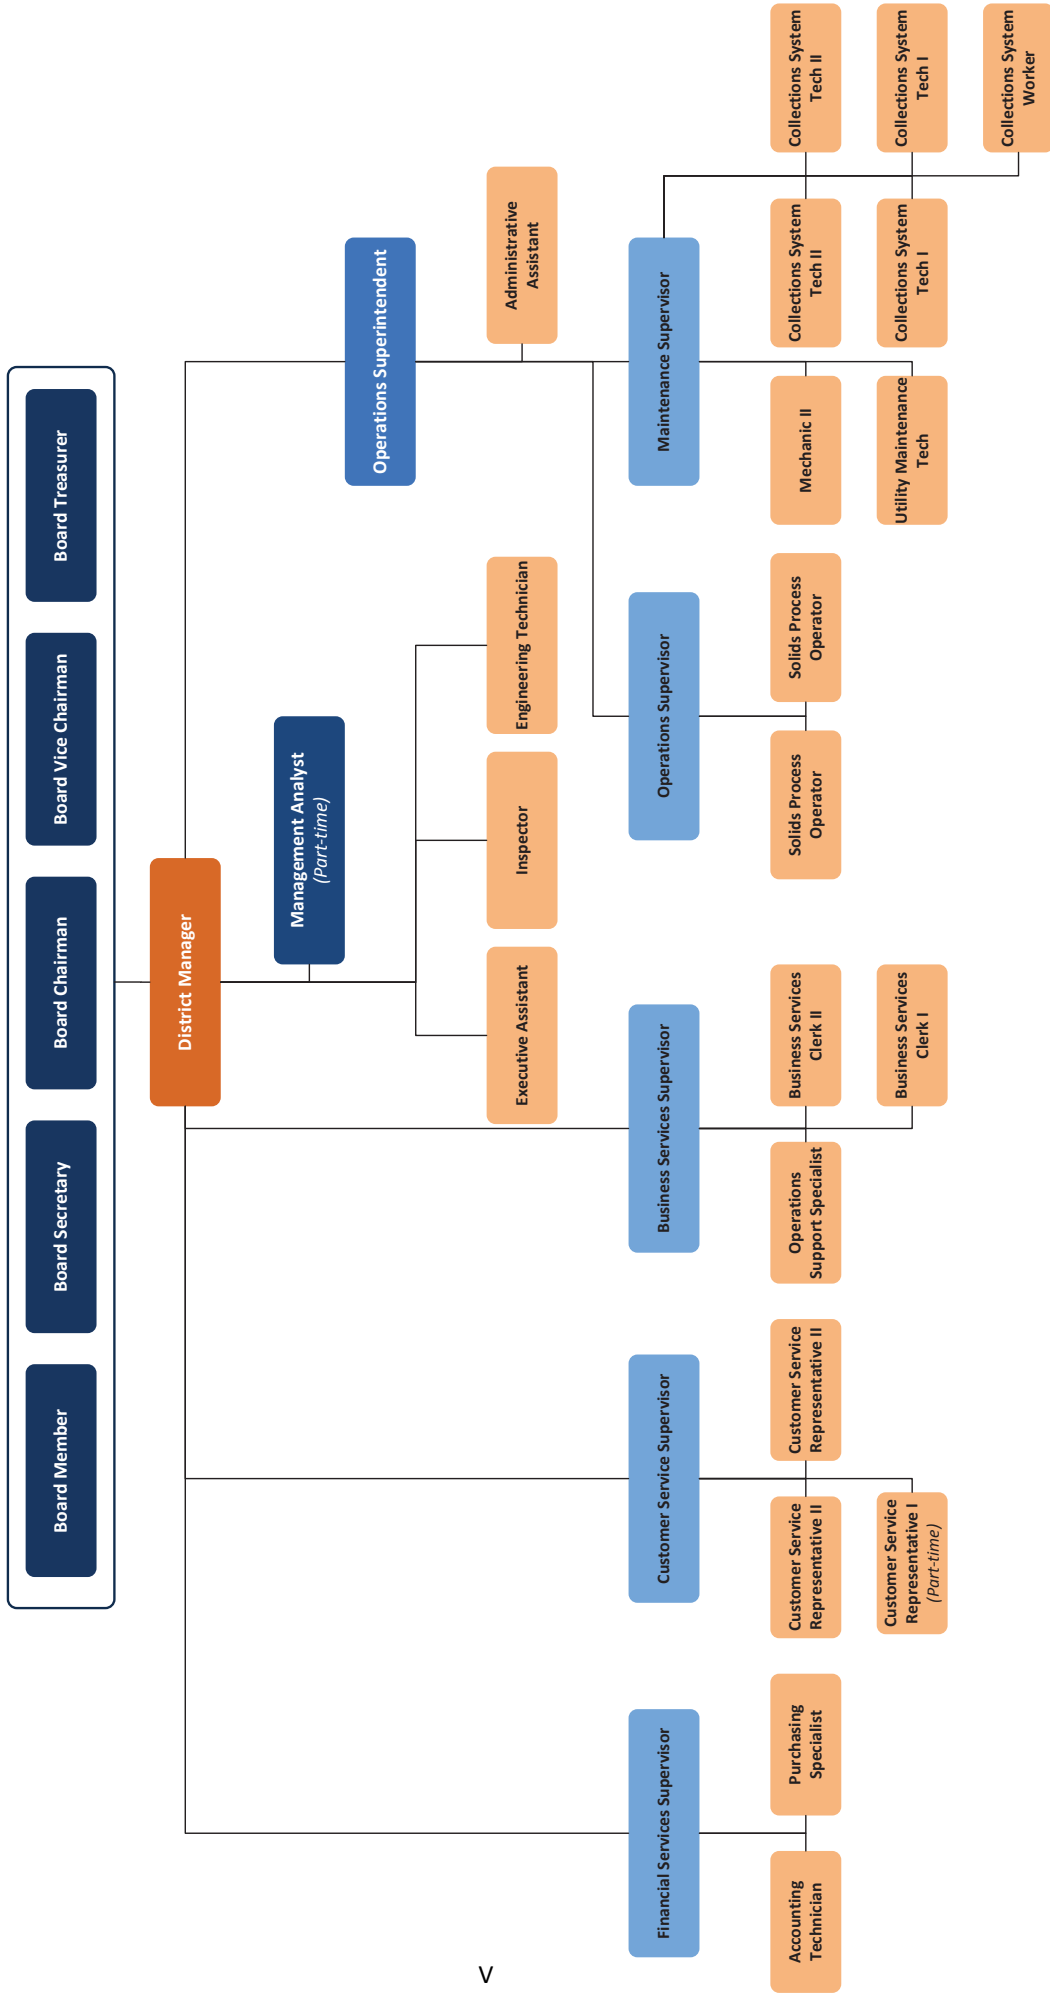 Board Member
Board Secretary
Board Chairman
Board Vice Chairman
Board Treasurer
District Manager
Management Analyst
(Part-time)
Operations Superintendent
Executive Assistant
Inspector
Engineering Technician
Administrative
Assistant
Financial Services Supervisor
Customer Service Supervisor
Business Services Supervisor
Operations Supervisor
Maintenance Supervisor
Accounting
Technician
Purchasing
Specialist
Customer Service
Representative II
Customer Service
Representative II
Operations
Support Specialist
Business Services
Clerk II
Solids Process
Operator
Solids Process
Operator
Mechanic II
Collections System
Tech II
Collections System
Tech II
Customer Service
Representative I
(Part-time)
Business Services
Clerk I
Utility Maintenance
Tech
Collections System
Tech I
Collections System
Tech I
Collections System
Worker
V